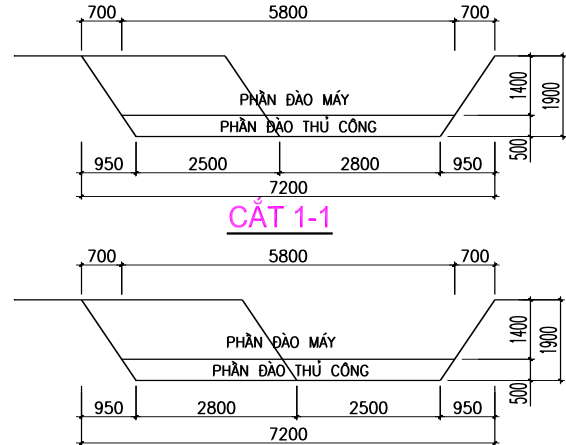 700 5800 700
1400
1900
PHẦN ĐÀO MÁY
PHẦN ĐÀO THỦ CÔNG
500
950 2500 2800 950
7200
CẮT 1-1
700 5800 700
1400
1900
PHẦN ĐÀO MÁY
PHẦN ĐÀO THỦ CÔNG
500
950 2800 2500 950
7200